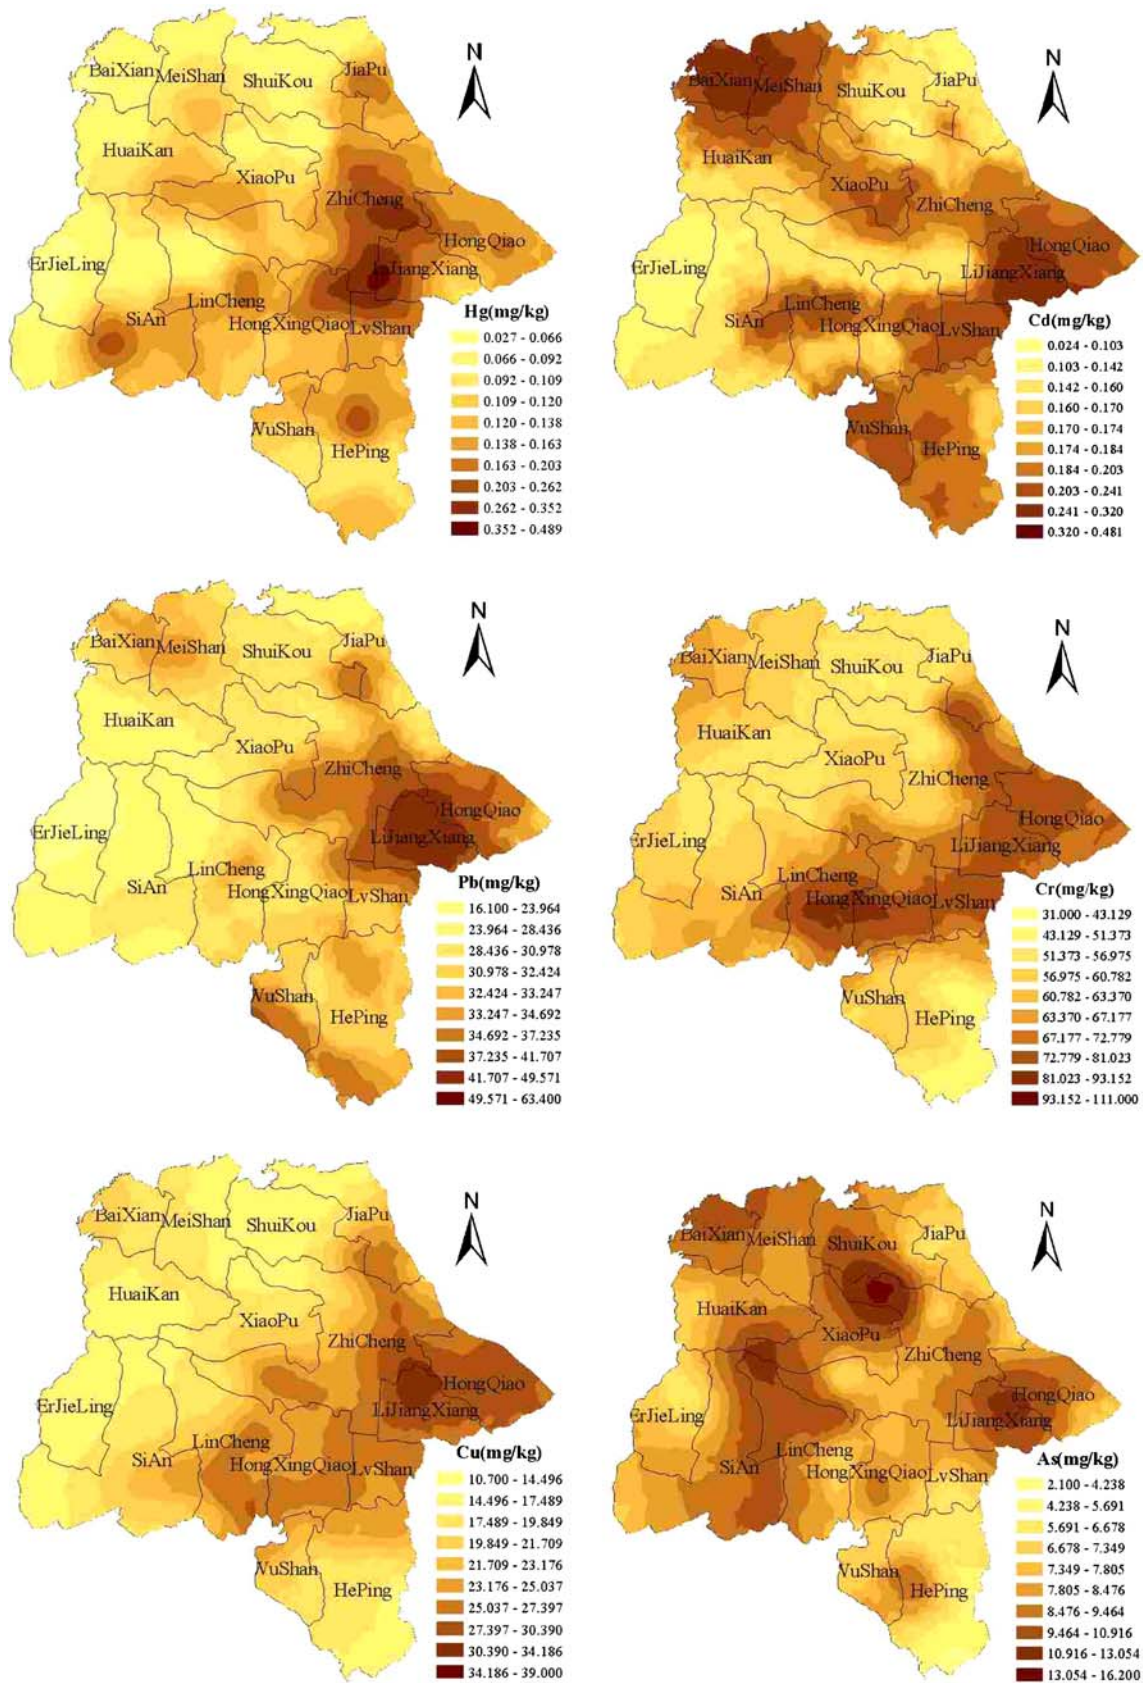 N
BaiXian
MeiShan
ShuiKou
JiaPu
HuaiKan
XiaoPu
ZhiCheng
HongQiao
LiJiangXiang
ErJieLing
LinCheng
SiAn
HongXingQiao
LvShan
VuShan
HePing
Hg(mg/kg)
0.027 - 0.066
0.066 - 0.092
0.092 - 0.109
0.109 - 0.120
0.120 - 0.138
0.138 - 0.163
0.163 - 0.203
0.203 - 0.262
0.262 - 0.352
0.352 - 0.489
N
BaiXian
MeiShan
ShuiKou
JiaPu
HuaiKan
XiaoPu
ZhiCheng
HongQiao
LiJiangXiang
ErJieLing
LinCheng
SiAn
HongXingQiao
LvShan
VuShan
HePing
Cd(mg/kg)
0.024 - 0.103
0.103 - 0.142
0.142 - 0.160
0.160 - 0.170
0.170 - 0.174
0.174 - 0.184
0.184 - 0.203
0.203 - 0.241
0.241 - 0.320
0.320 - 0.481
N
BaiXian
MeiShan
ShuiKou
JiaPu
HuaiKan
XiaoPu
ZhiCheng
HongQiao
LiJiangXiang
ErJieLing
LinCheng
SiAn
HongXingQiao
LvShan
VuShan
HePing
Pb(mg/kg)
16.100 - 23.964
23.964 - 28.436
28.436 - 30.978
30.978 - 32.424
32.424 - 33.247
33.247 - 34.692
34.692 - 37.235
37.235 - 41.707
41.707 - 49.571
49.571 - 63.400
N
BaiXian
MeiShan
ShuiKou
JiaPu
HuaiKan
XiaoPu
ZhiCheng
HongQiao
LiJiangXiang
ErJieLing
LinCheng
SiAn
HongXingQiao
LvShan
VuShan
HePing
Cr(mg/kg)
31.000 - 43.129
43.129 - 51.373
51.373 - 56.975
56.975 - 60.782
60.782 - 63.370
63.370 - 67.177
67.177 - 72.779
72.779 - 81.023
81.023 - 93.152
93.152 - 111.000
N
BaiXian
MeiShan
ShuiKou
JiaPu
HuaiKan
XiaoPu
ZhiCheng
HongQiao
LiJiangXiang
ErJieLing
LinCheng
SiAn
HongXingQiao
LvShan
VuShan
HePing
Cu(mg/kg)
10.700 - 14.496
14.496 - 17.489
17.489 - 19.849
19.849 - 21.709
21.709 - 23.176
23.176 - 25.037
25.037 - 27.397
27.397 - 30.390
30.390 - 34.186
34.186 - 39.000
N
BaiXian
MeiShan
ShuiKou
JiaPu
HuaiKan
XiaoPu
ZhiCheng
HongQiao
LiJiangXiang
ErJieLing
LinCheng
SiAn
HongXingQiao
LvShan
VuShan
HePing
As(mg/kg)
2.100 - 4.238
4.238 - 5.691
5.691 - 6.678
6.678 - 7.349
7.349 - 7.805
7.805 - 8.476
8.476 - 9.464
9.464 - 10.916
10.916 - 13.054
13.054 - 16.200